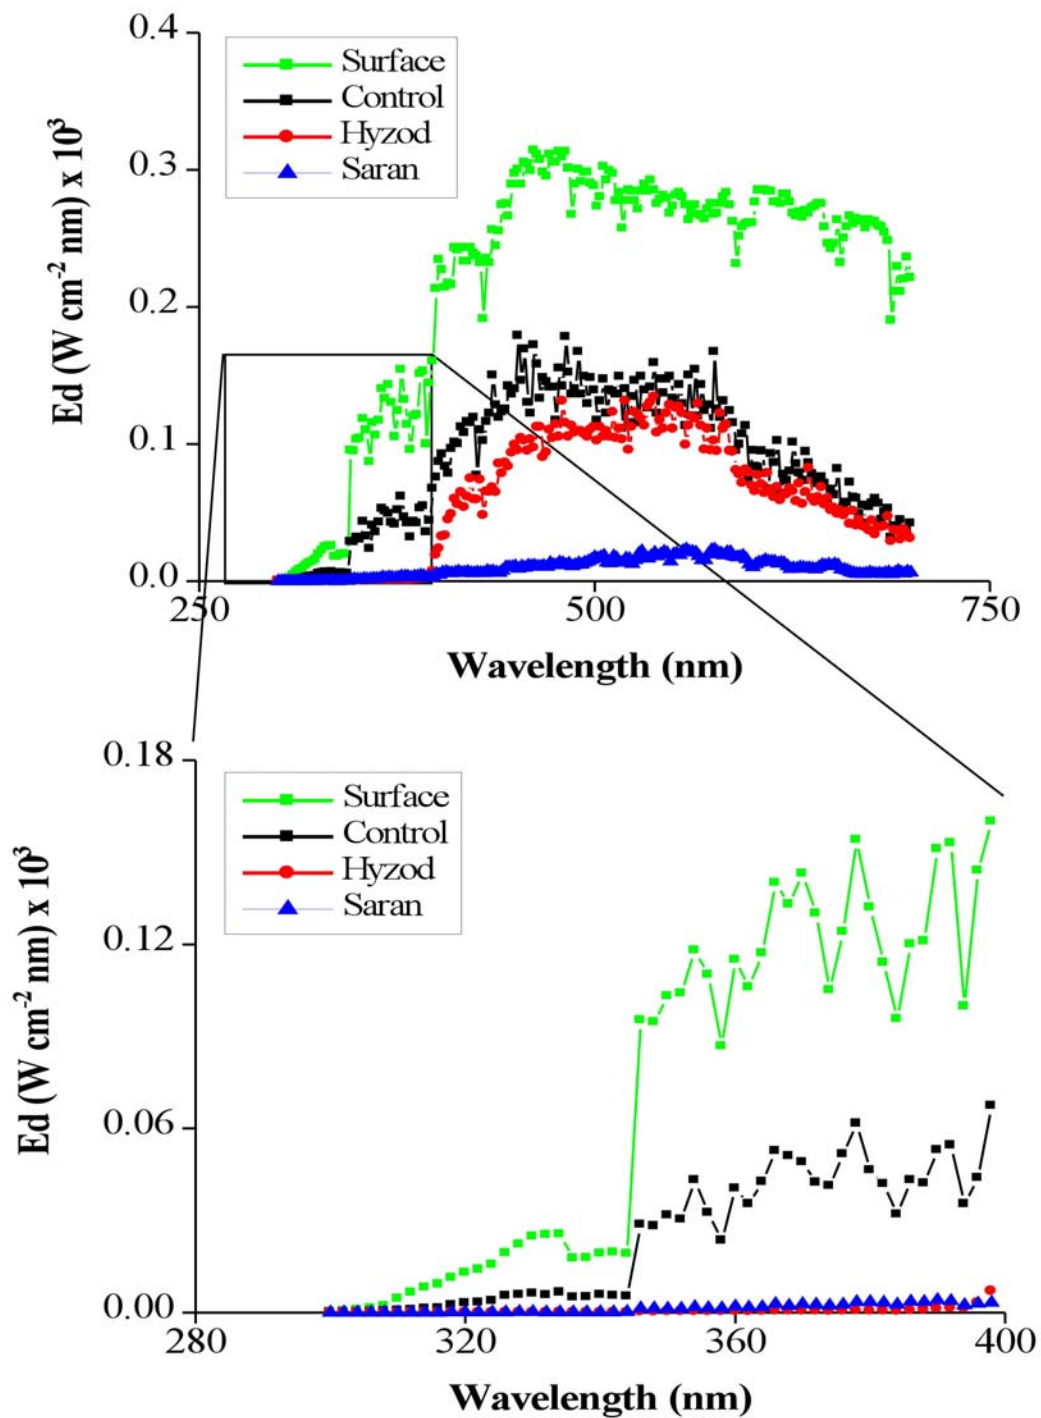 0.4
Surface
Control
Hyzod
Saran
0.3
0.2
0.1
0.0
Ed (W cm⁻² nm) x 10³
250
500
750
Wavelength (nm)
0.18
Surface
Control
Hyzod
Saran
0.12
0.06
0.00
Ed (W cm⁻² nm) x 10³
280
320
360
400
Wavelength (nm)